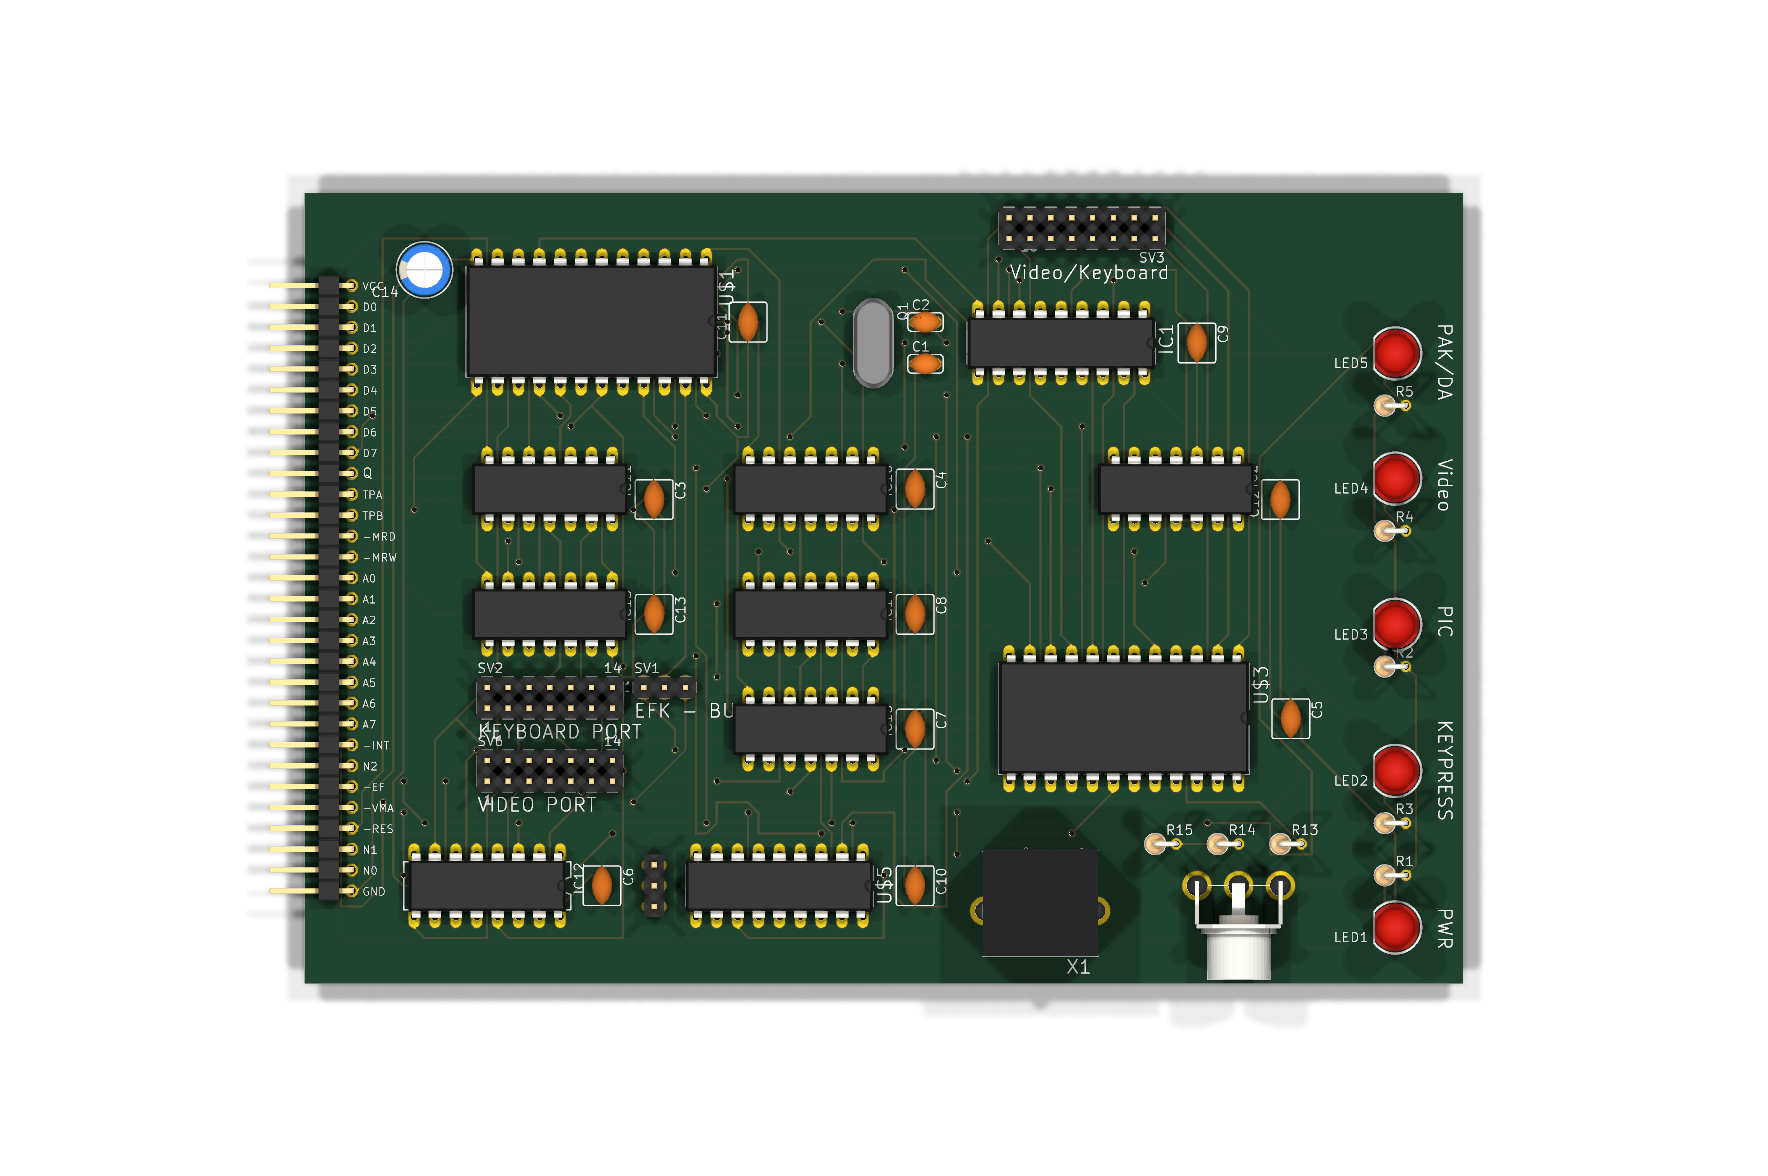 VCC
C14
D0
D1
D2
D3
D4
D5
D6
D7
Q
TPA
TPB
-MRD
-MRW
A0
A1
A2
A3
A4
A5
A6
A7
-INT
N2
-EF
-VMA
-RES
N1
N0
GND
U$1
C11
Q1
C2
C1
SV3
Video/Keyboard
IC1
C9
C3
C4
C13
C8
SV2
14
SV1
EFK - BU
KEYBOARD PORT
SV6
14
VIDEO PORT
C7
U$3
C5
IC12
C6
U$5
C10
X1
R15
R14
R13
LED5
PAK/DA
R5
LED4
Video
R4
LED3
PIC
R2
LED2
KEYPRESS
R3
R1
LED1
PWR